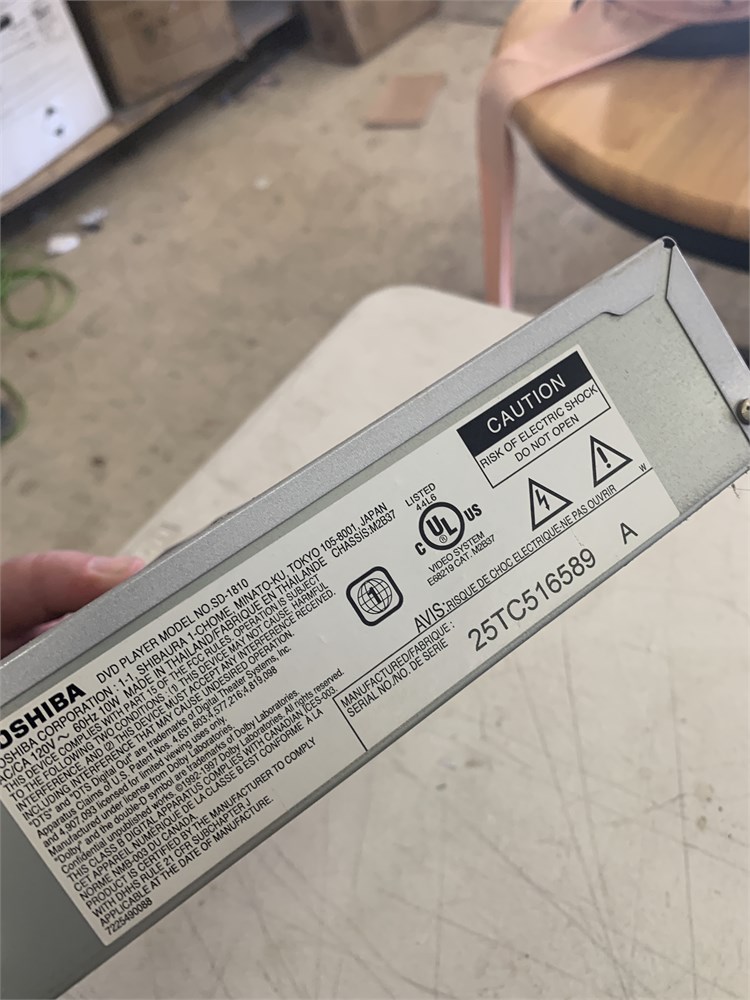 TOSHIBA DVD PLAYER MODEL NO. SD-1810
TOSHIBA CORPORATION : 1-1, SHIBAURA 1-CHOME, MINATO-KU, TOKYO 105-8001, JAPAN
AC/CA 120V ~ 60Hz 10W MADE IN THAILAND/FABRIQUE EN THAILANDE CHASSIS:M2B37
THIS DEVICE COMPLIES WITH PART 15 OF THE FCC RULES. OPERATION IS SUBJECT
TO THE FOLLOWING TWO CONDITIONS : (1) THIS DEVICE MAY NOT CAUSE HARMFUL
INTERFERENCE, AND (2) THIS DEVICE MUST ACCEPT ANY INTERFERENCE RECEIVED,
INCLUDING INTERFERENCE THAT MAY CAUSE UNDESIRED OPERATION.
"DTS" and "DTS Digital Out" are trademarks of Digital Theater Systems, Inc.
Apparatus Claims of U.S. Patent Nos. 4,631,603;4,577,216;4,819,098
and 4,907,093 licensed for limited viewing uses only.
Manufactured under license from Dolby Laboratories.
"Dolby" and the double-D symbol are trademarks of Dolby Laboratories.
Confidential unpublished works. ©1992-1997 Dolby Laboratories. All rights reserved.
THIS CLASS B DIGITAL APPARATUS COMPLIES WITH CANADIAN ICES-003.
CET APPAREIL NUMERIQUE DE LA CLASSE B EST CONFORME A LA
NORME NMB-003 DU CANADA.
PRODUCT IS CERTIFIED BY THE MANUFACTURER TO COMPLY
WITH DHHS RULE 21 CFR SUBCHAPTER J
APPLICABLE AT THE DATE OF MANUFACTURE.
7225490088
1
LISTED
44L6
C UL ® US
VIDEO SYSTEM
E68219 CAT: M2B37
CAUTION
RISK OF ELECTRIC SHOCK
DO NOT OPEN
!
W
AVIS:RISQUE DE CHOC ELECTRIQUE-NE PAS OUVRIR
MANUFACTURED/FABRIQUE :
SERIAL NO./NO. DE SERIE
25TC516589 A